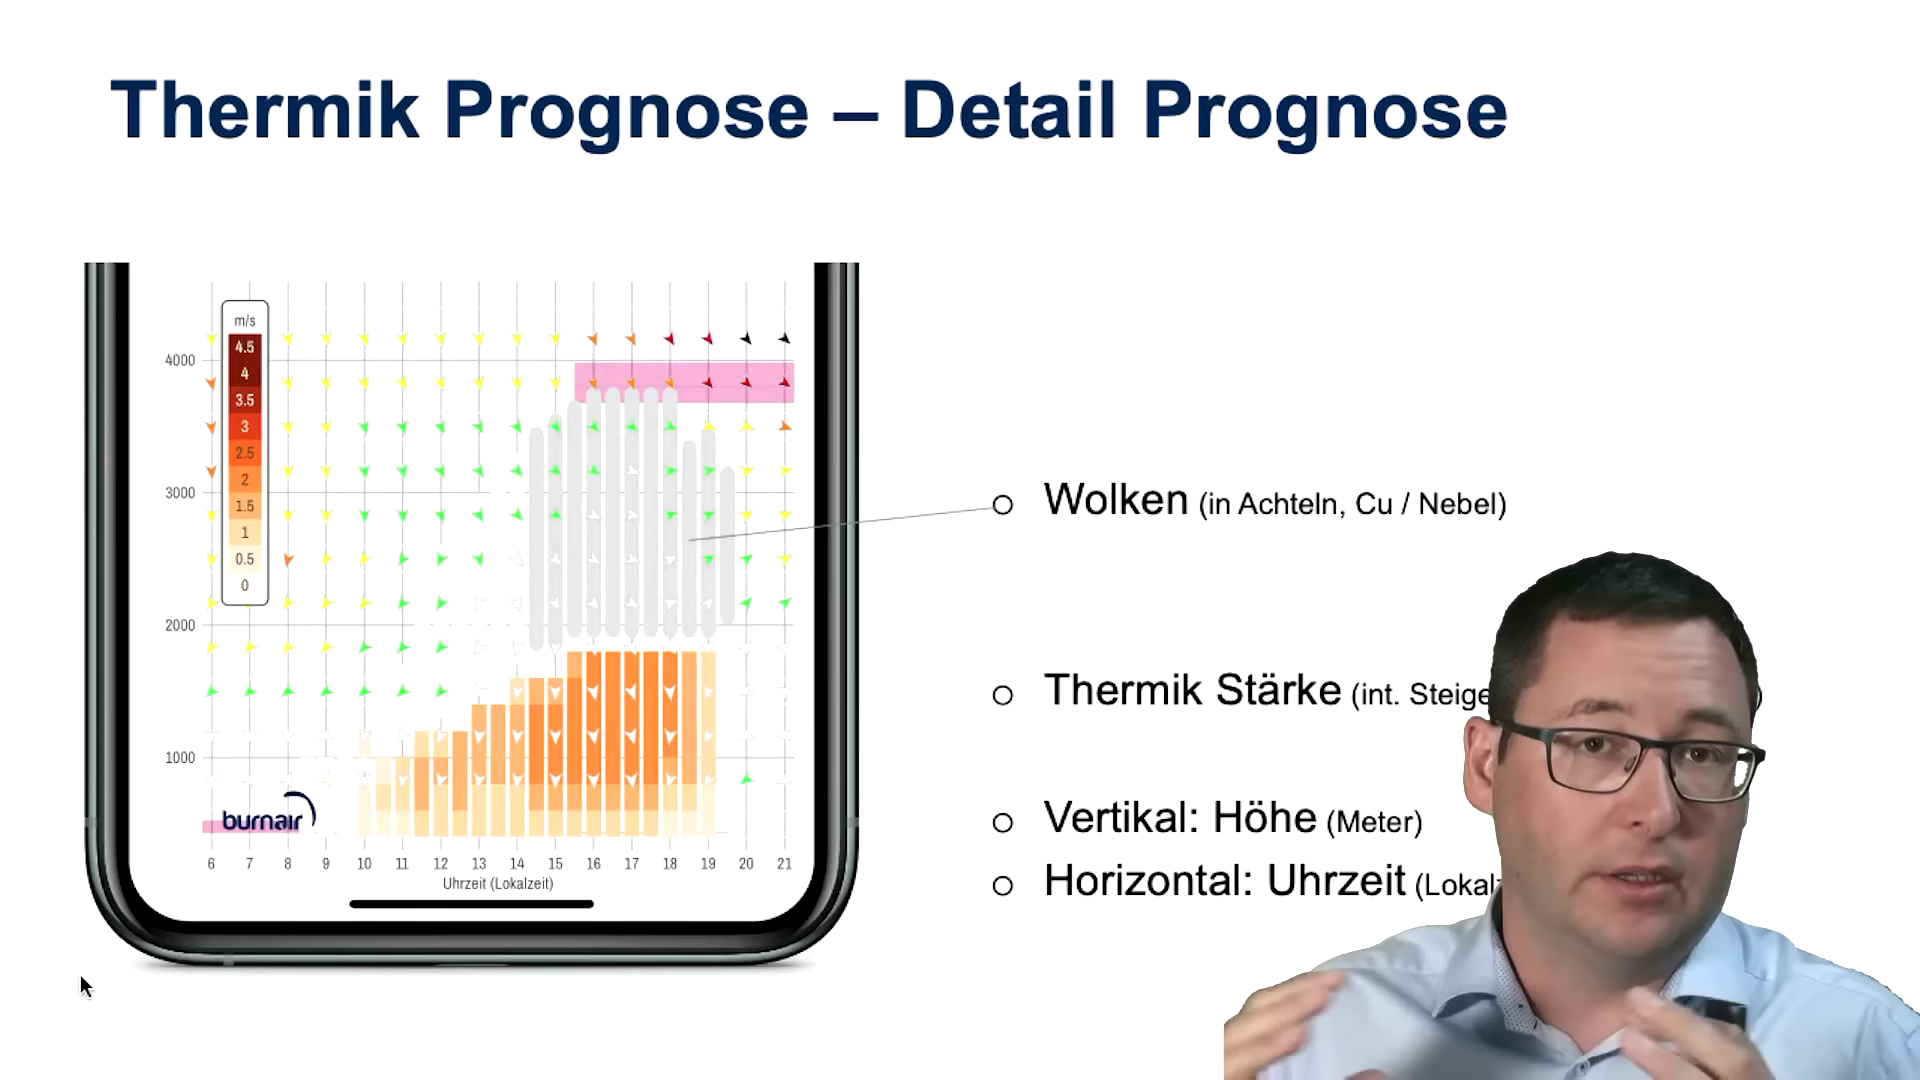 Thermik Prognose – Detail Prognose
m/s
4.5
4
3.5
3
2.5
2
1.5
1
0.5
0
4000
3000
2000
1000
burnair
6 7 8 9 10 11 12 13 14 15 16 17 18 19 20 21
Uhrzeit (Lokalzeit)
Wolken (in Achteln, Cu / Nebel)
Thermik Stärke (int.
Vertikal: Höhe (Meter)
Horizontal: Uhrzeit